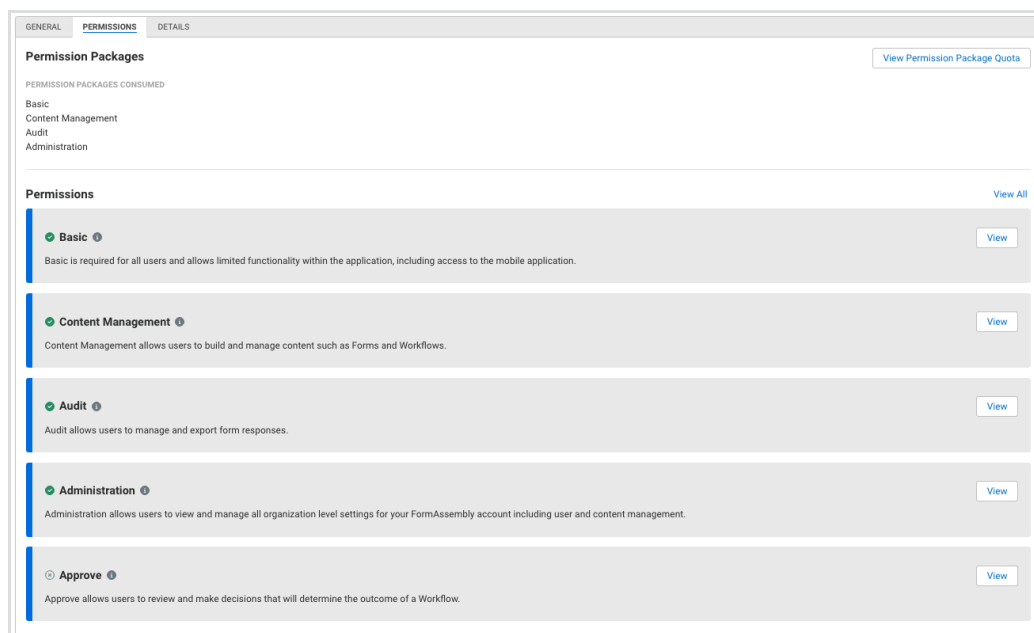 GENERAL PERMISSIONS DETAILS
Permission Packages
View Permission Package Quota
PERMISSION PACKAGES CONSUMED
Basic
Content Management
Audit
Administration
Permissions
View All
Basic
View
Basic is required for all users and allows limited functionality within the application, including access to the mobile application.
Content Management
View
Content Management allows users to build and manage content such as Forms and Workflows.
Audit
View
Audit allows users to manage and export form responses.
Administration
View
Administration allows users to view and manage all organization level settings for your FormAssembly account including user and content management.
Approve
View
Approve allows users to review and make decisions that will determine the outcome of a Workflow.